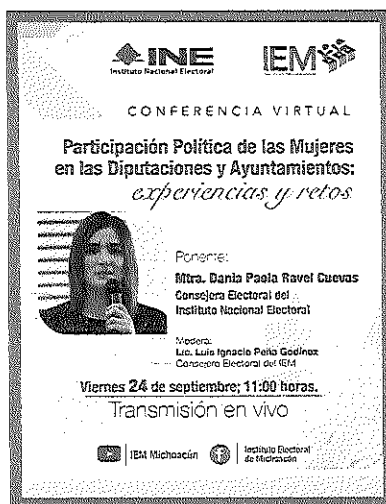 INE
Instituto Nacional Electoral
IEM
CONFERENCIA VIRTUAL
Participación Política de las Mujeres
en las Diputaciones y Ayuntamientos:
experiencias y retos
Ponente:
Mtra. Dania Paola Ravel Cuevas
Consejera Electoral del
Instituto Nacional Electoral
Modera:
Lic. Luis Ignacio Peña Godínez
Consejero Electoral del IEM
Viernes 24 de septiembre; 11:00 horas.
Transmisión en vivo
IEM Michoacán
Instituto Electoral
de Michoacán